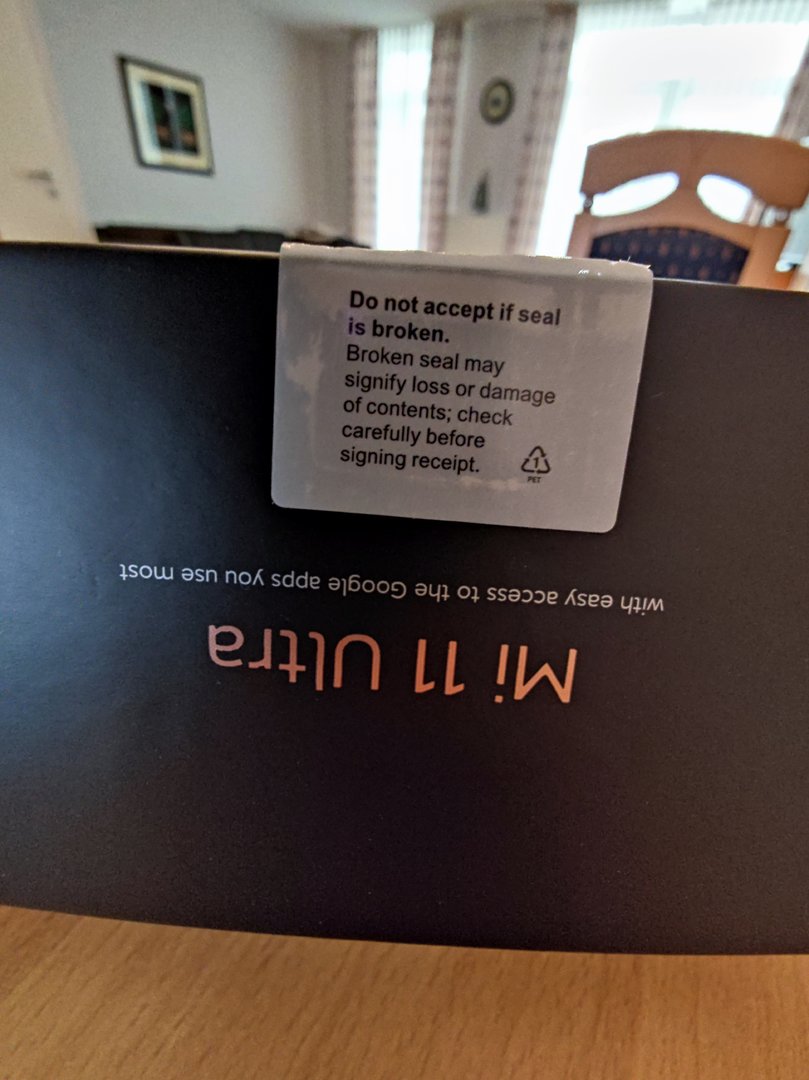 Do not accept if seal
is broken.
Broken seal may
signify loss or damage
of contents; check
carefully before
signing receipt.
1
PET
Mi 11 Ultra
with easy access to the Google apps you use most